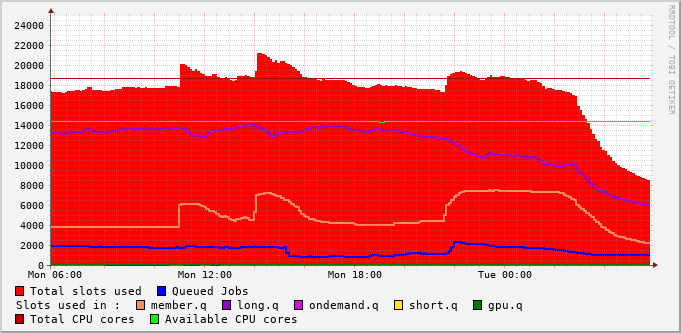 RRDTOOL / TOBI OETIKER
24000
22000
20000
18000
16000
14000
12000
10000
8000
6000
4000
2000
0
Mon 06:00 Mon 12:00 Mon 18:00 Tue 00:00
Total slots used Queued Jobs
Slots used in : member.q long.q ondemand.q short.q gpu.q
Total CPU cores Available CPU cores